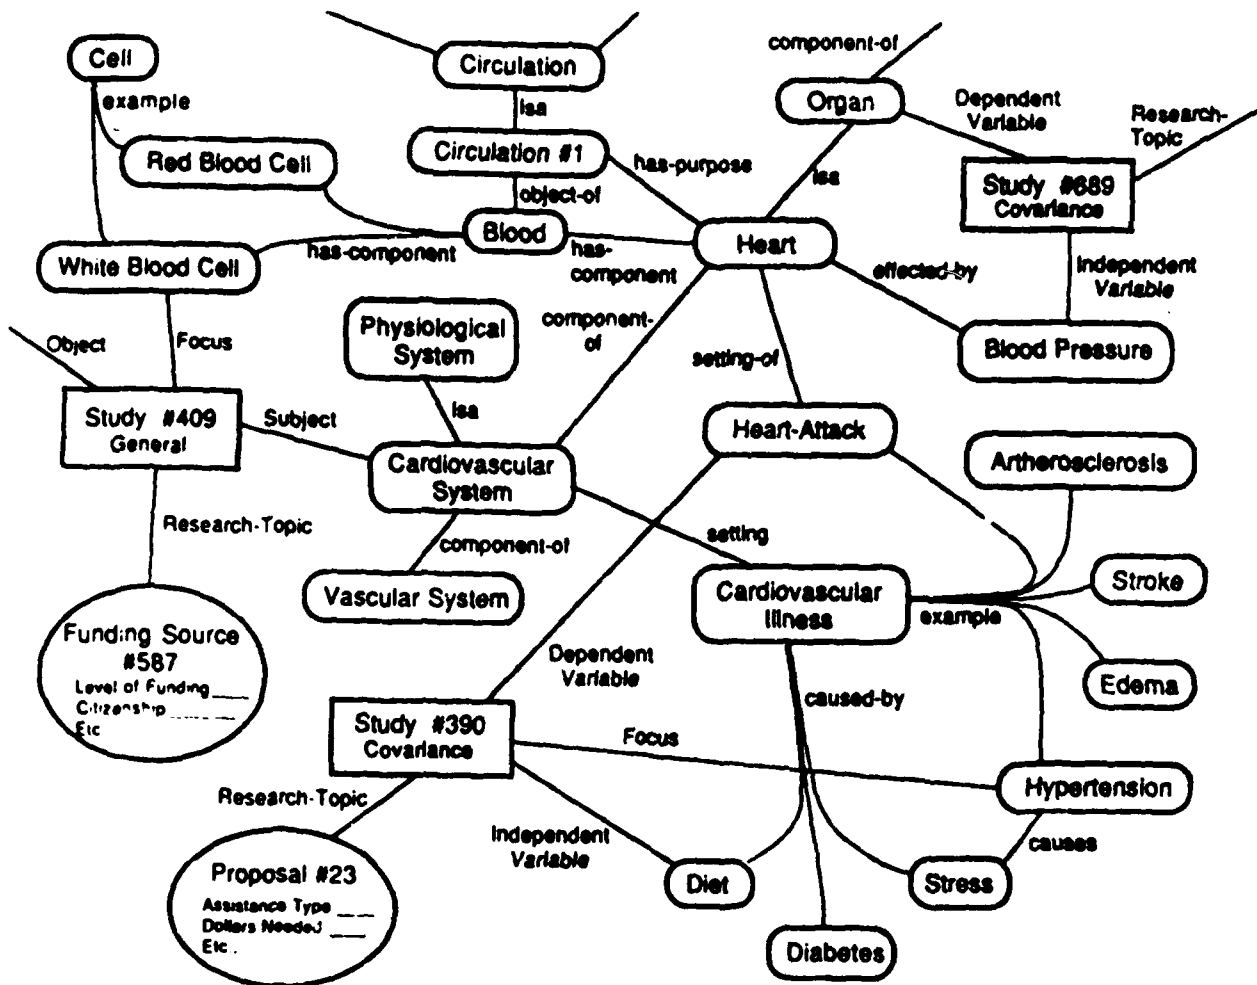 Cell
example
Red Blood Cell
White Blood Cell
Circulation
Isa
Circulation #1
object-of
Blood
has-component
has-purpose
has-
component
component-of
Organ
Isa
Heart
Dependent
Variable
Research-
Topic
Study #689
Covariance
Independent
Variable
effected-by
Blood Pressure
Object
Focus
Study #409
General
Subject
Physiological
System
Isa
component-
of
setting-of
Heart-Attack
Cardiovascular
System
component-of
Vascular System
setting
Artherosclerosis
Cardiovascular
Illness
example
Stroke
Edema
Research-Topic
Funding Source
#587
Level of Funding ___
Citizenship ______
Etc
Dependent
Variable
caused-by
Study #390
Covariance
Focus
Hypertension
causes
Research-Topic
Independent
Variable
Proposal #23
Assistance Type ___
Dollars Needed ___
Etc.
Diet
Stress
Diabetes